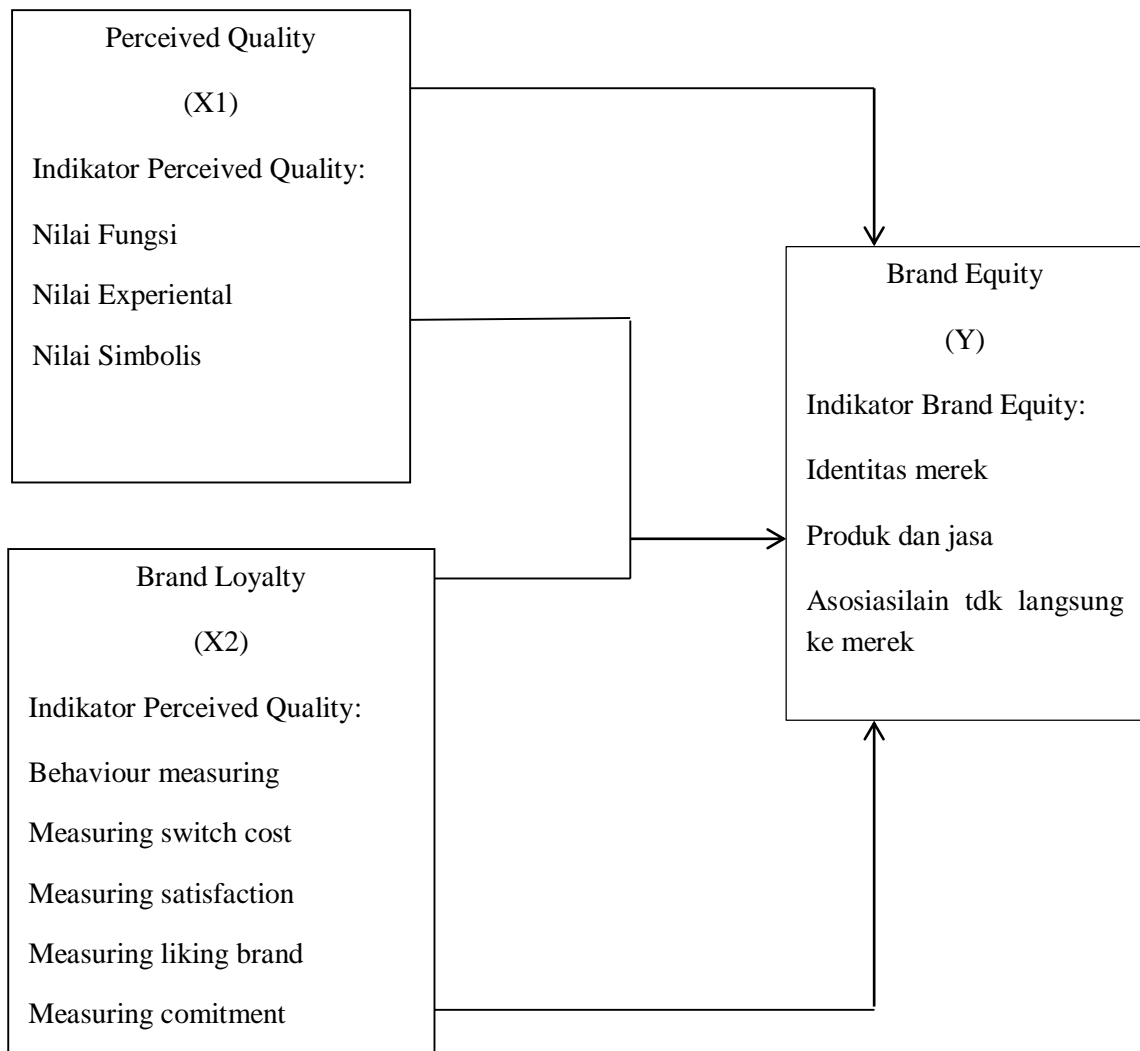 Perceived Quality
(X1)
Indikator Perceived Quality:
Nilai Fungsi
Nilai Experiental
Nilai Simbolis
Brand Equity
(Y)
Indikator Brand Equity:
Identitas merek
Produk dan jasa
Asosiasilain tdk langsung
ke merek
Brand Loyalty
(X2)
Indikator Perceived Quality:
Behaviour measuring
Measuring switch cost
Measuring satisfaction
Measuring liking brand
Measuring comitment